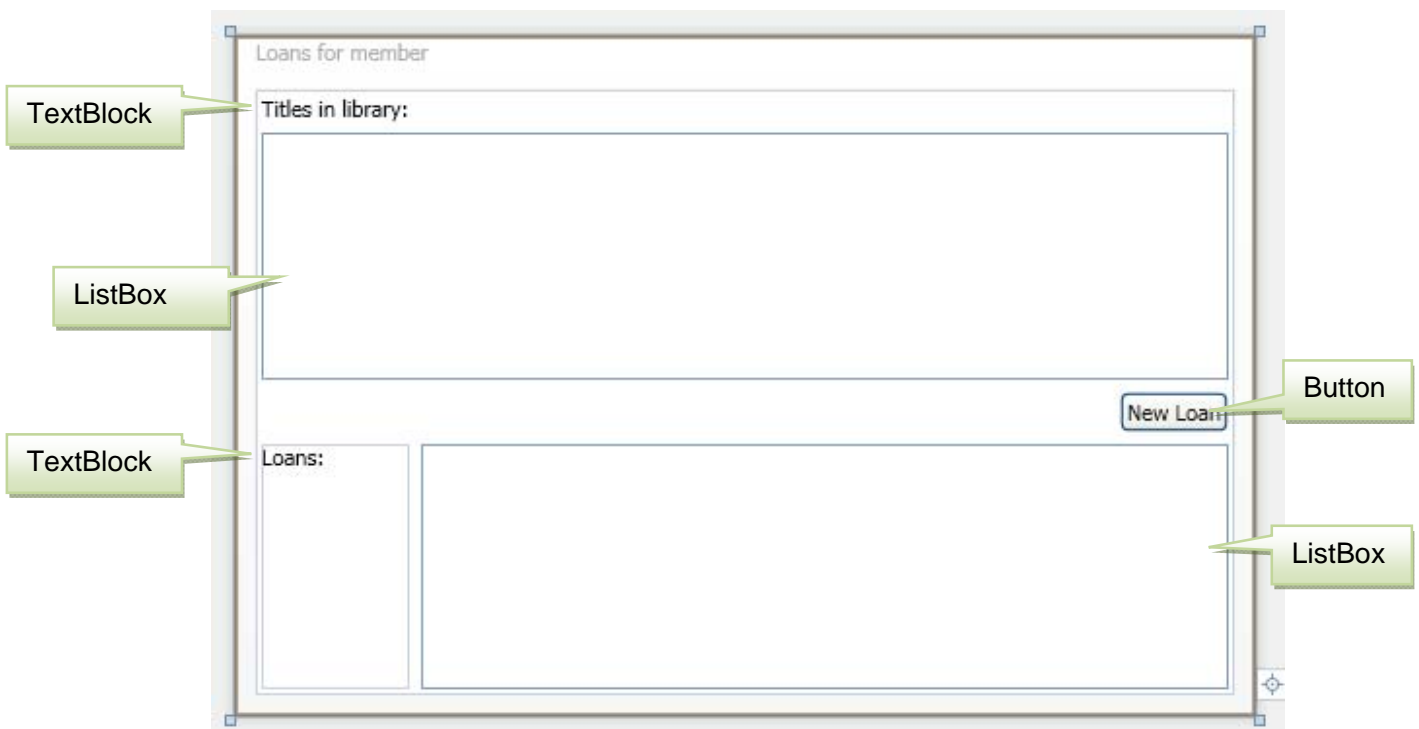 Loans for member
TextBlock
Titles in library:
ListBox
Button
New Loan
TextBlock
Loans:
ListBox